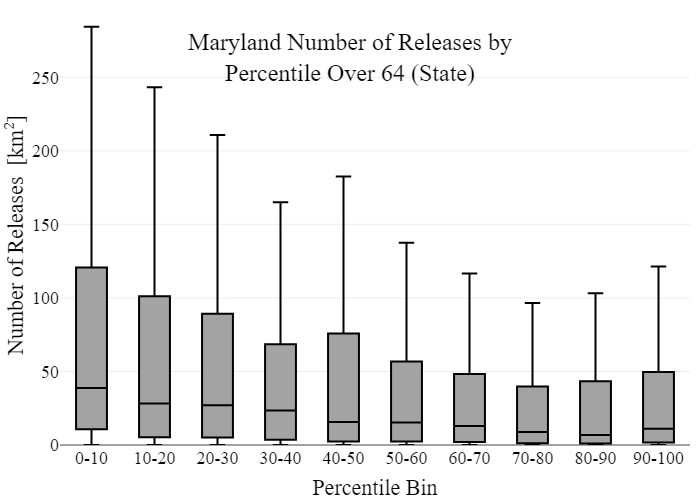 Maryland Number of Releases by
Percentile Over 64 (State)
Number of Releases [km²]
250
200
150
100
50
0
0-10 10-20 20-30 30-40 40-50 50-60 60-70 70-80 80-90 90-100
Percentile Bin